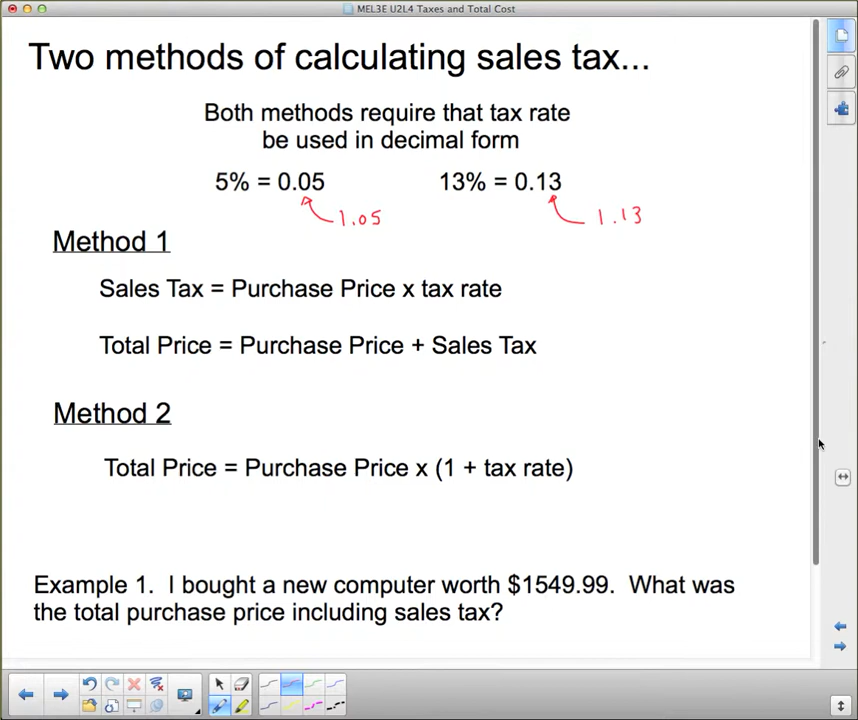 MEL3E U2L4 Taxes and Total Cost
Two methods of calculating sales tax...
Both methods require that tax rate
be used in decimal form
5% = 0.05 13% = 0.13
1.05 1.13
Method 1
Sales Tax = Purchase Price x tax rate
Total Price = Purchase Price + Sales Tax
Method 2
Total Price = Purchase Price x (1 + tax rate)
Example 1. I bought a new computer worth $1549.99. What was
the total purchase price including sales tax?